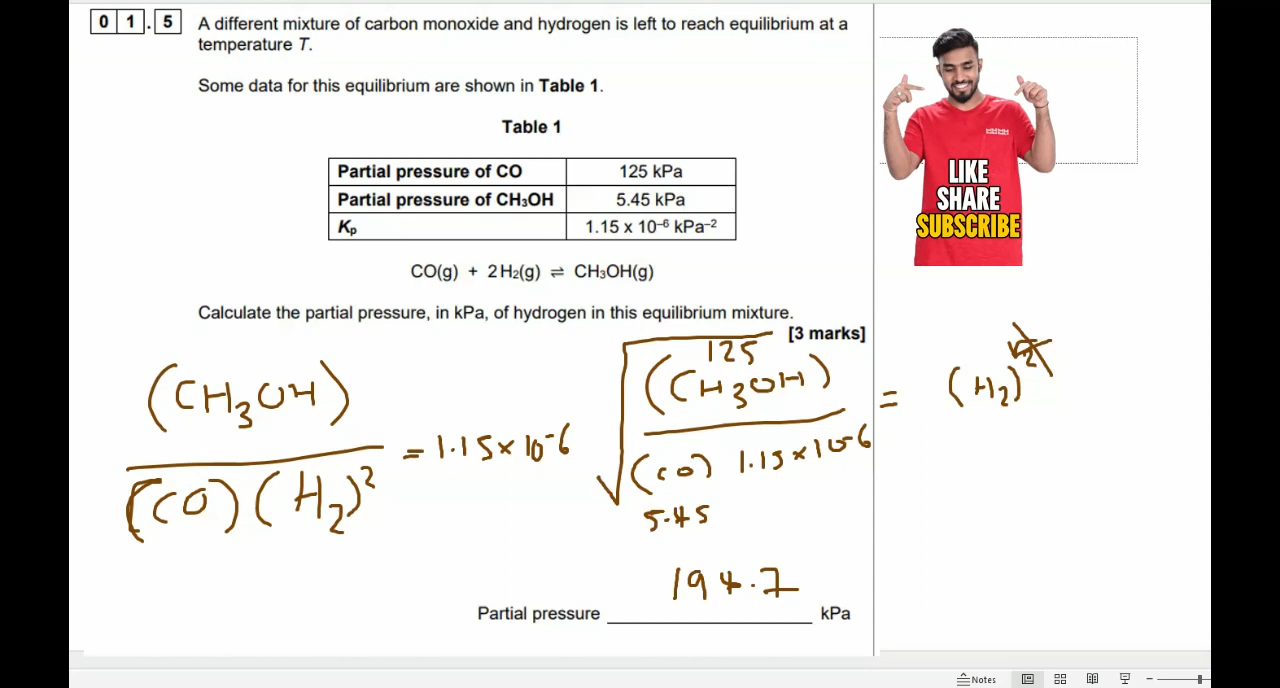 0 1 . 5 A different mixture of carbon monoxide and hydrogen is left to reach equilibrium at a
temperature T.
Some data for this equilibrium are shown in Table 1.
Table 1
Partial pressure of CO 125 kPa
Partial pressure of CH₃OH 5.45 kPa
Kₚ 1.15 x 10⁻⁶ kPa⁻²
CO(g) + 2H₂(g) ⇌ CH₃OH(g)
Calculate the partial pressure, in kPa, of hydrogen in this equilibrium mixture.
[3 marks]
LIKE
SHARE
SUBSCRIBE
(CH₃OH)
(CO) (H₂)²
= 1.15 × 10⁻⁶
125
(CH₃OH)
(CO) 1.15 × 10⁻⁶
5.45
= (H₂)
194.7
Partial pressure ____________ kPa
Notes